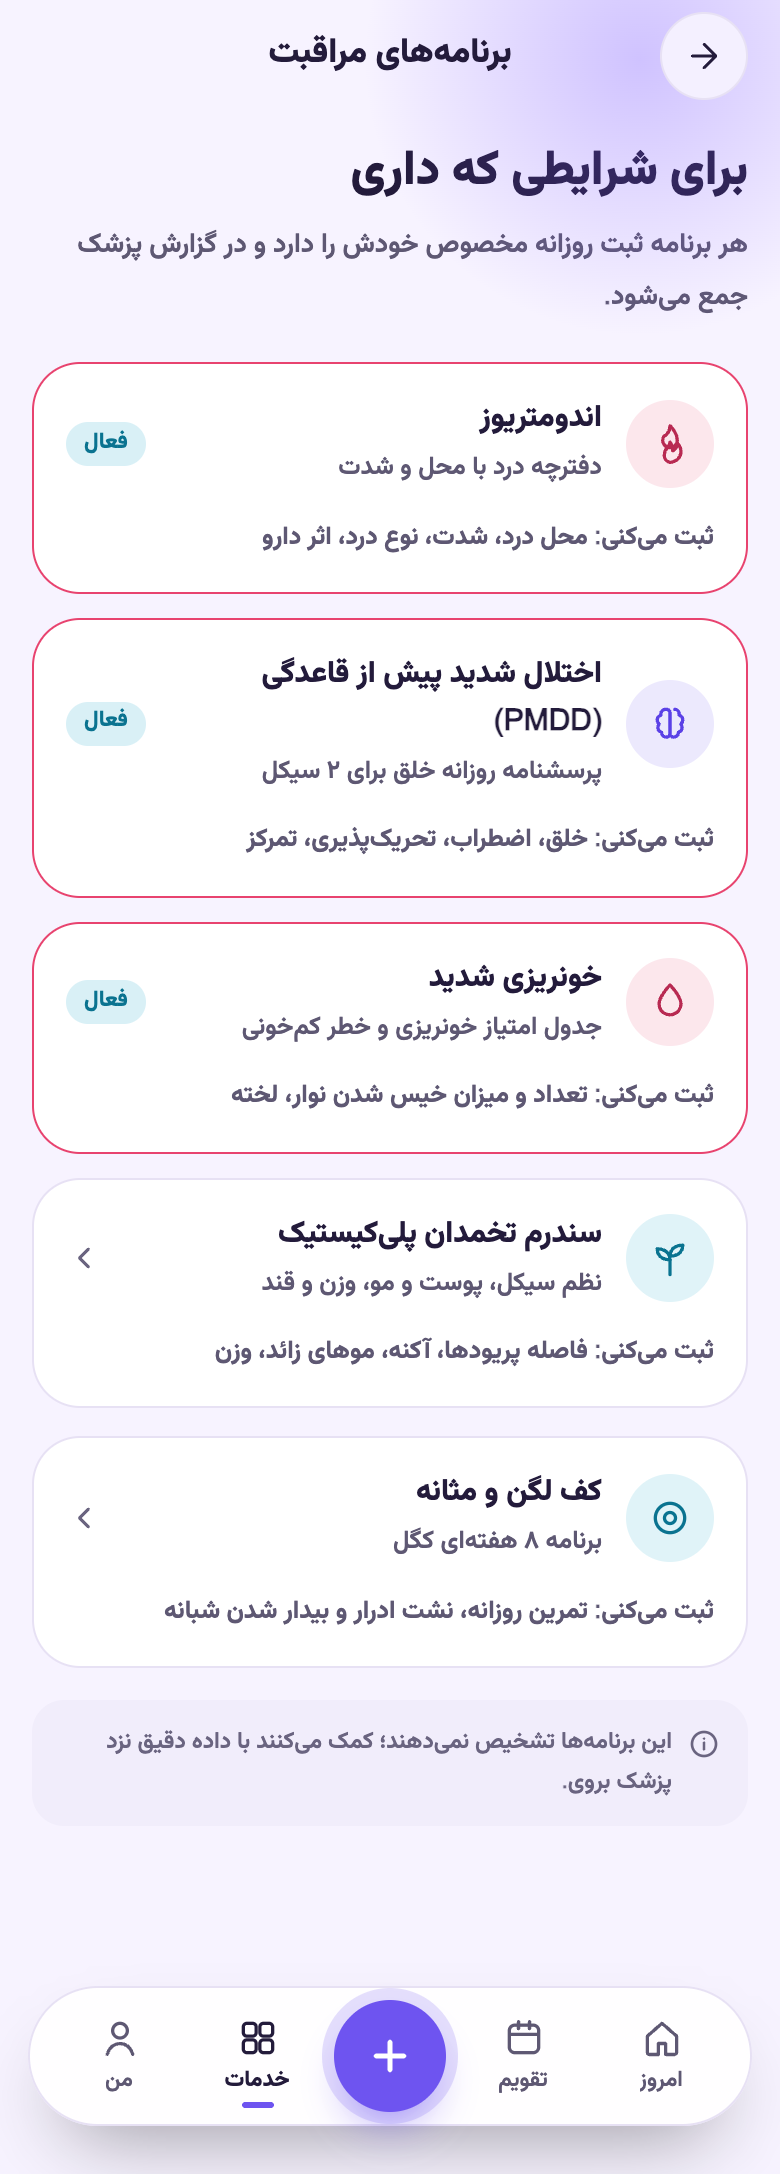 برنامه‌های مراقبت
برای شرایطی که داری
هر برنامه ثبت روزانه مخصوص خودش را دارد و در گزارش پزشک
جمع می‌شود.
اندومتریوز
دفترچه درد با محل و شدت
فعال
ثبت می‌کنی: محل درد، شدت، نوع درد، اثر دارو
اختلال شدید پیش از قاعدگی
(PMDD)
پرسشنامه روزانه خلق برای ۲ سیکل
فعال
ثبت می‌کنی: خلق، اضطراب، تحریک‌پذیری، تمرکز
خونریزی شدید
جدول امتیاز خونریزی و خطر کم‌خونی
فعال
ثبت می‌کنی: تعداد و میزان خیس شدن نوار، لخته
سندرم تخمدان پلی‌کیستیک
نظم سیکل، پوست و مو، وزن و قند
ثبت می‌کنی: فاصله پریودها، آکنه، موهای زائد، وزن
کف لگن و مثانه
برنامه ۸ هفته‌ای کگل
ثبت می‌کنی: تمرین روزانه، نشت ادرار و بیدار شدن شبانه
این برنامه‌ها تشخیص نمی‌دهند؛ کمک می‌کنند با داده دقیق نزد
پزشک بروی.
امروز
تقویم
خدمات
من